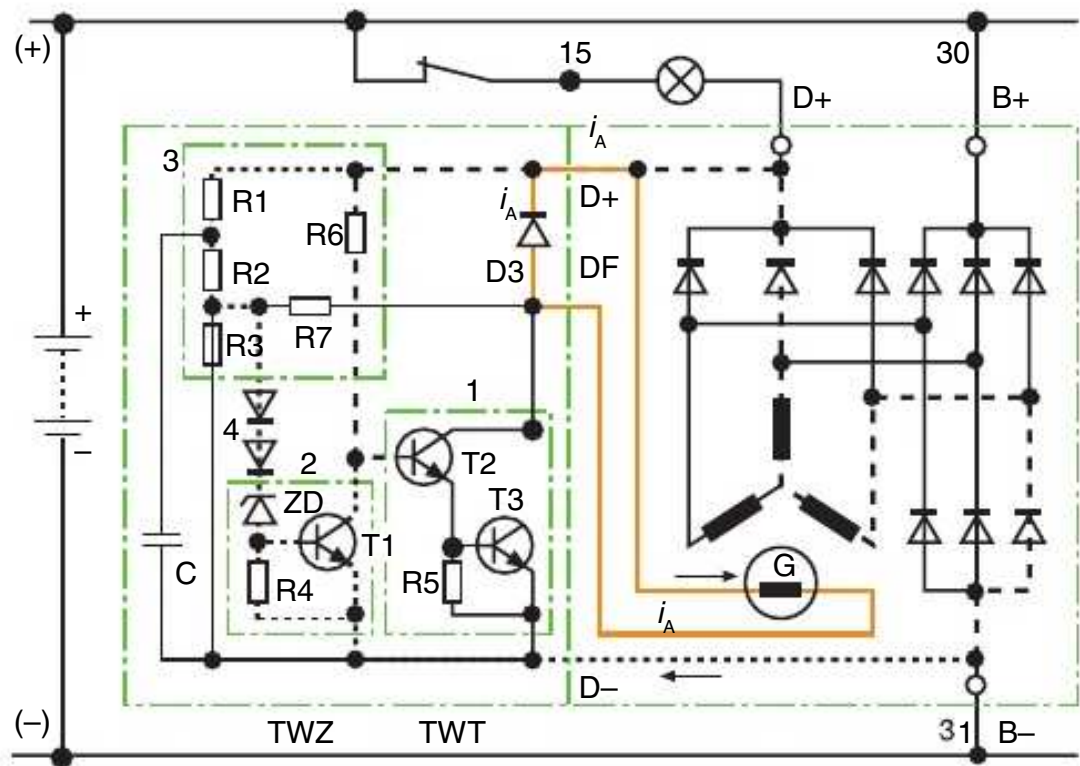 (+)
15
30
D+
B+
3
iA
R1
iA
D+
R6
R2
D3
DF
+
R3
R7
1
4
–
2
T2
ZD
T3
T1
G
C
R4
R5
iA
D–
(–)
TWZ
TWT
31
B–